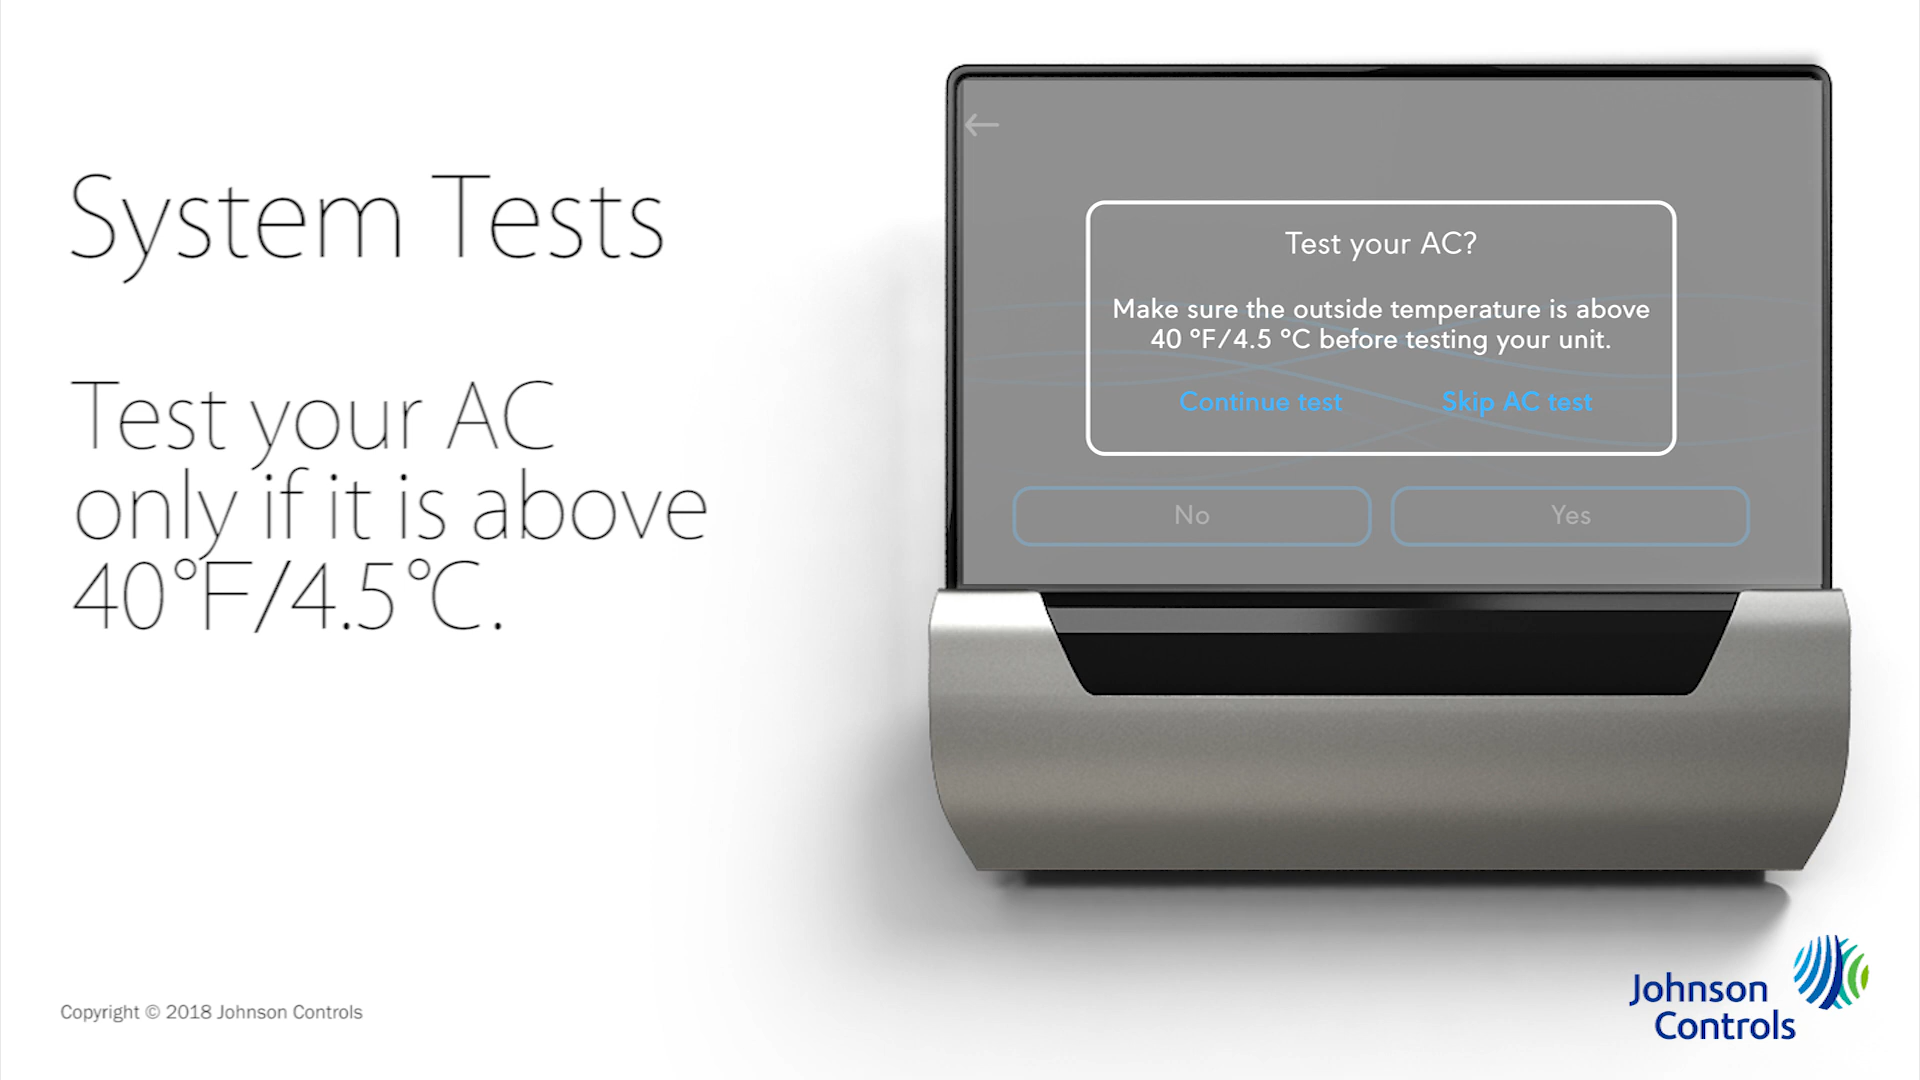 System Tests
Test your AC
only if it is above
40°F/4.5°C.
Test your AC?
Make sure the outside temperature is above
40 °F/4.5 °C before testing your unit.
Continue test
Skip AC test
No
Yes
Copyright © 2018 Johnson Controls
Johnson
Controls